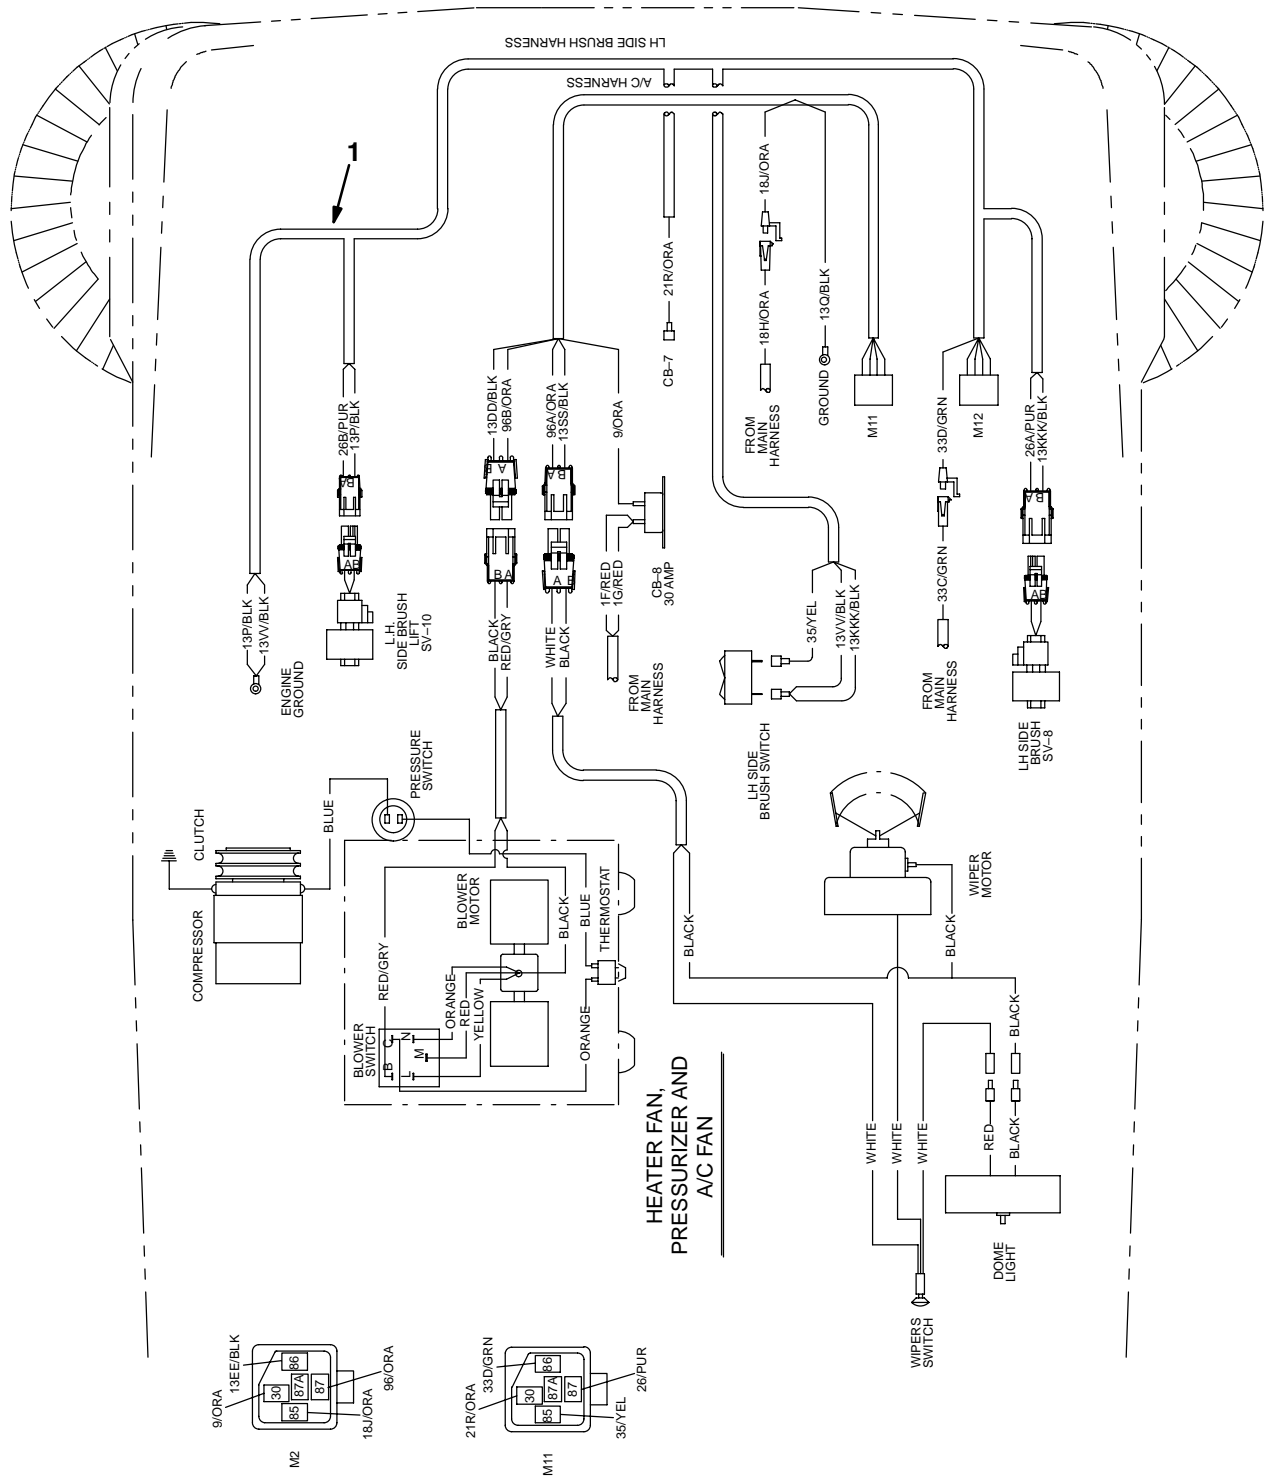 LH SIDE BRUSH HARNESS
A/C HARNESS
1
13P/BLK
13VV/BLK
ENGINE
GROUND
26B/PUR
13P/BLK
B
A
A
B
L.H.
SIDE BRUSH
LIFT
SV–10
13DD/BLK
96B/ORA
B
A
B
A
BLACK
RED/GRY
96A/ORA
13SS/BLK
A
B
A
B
WHITE
BLACK
9/ORA
1F/RED
1G/RED
CB–8
30 AMP
FROM
MAIN
HARNESS
21R/ORA
CB–7
18J/ORA
18H/ORA
FROM
MAIN
HARNESS
13Q/BLK
GROUND
M11
M12
33D/GRN
33C/GRN
FROM
MAIN
HARNESS
26A/PUR
13KKK/BLK
A
B
A
B
LH SIDE
BRUSH
SV–8
35/YEL
13VV/BLK
13KKK/BLK
LH SIDE
BRUSH SWITCH
COMPRESSOR
CLUTCH
BLUE
PRESSURE
SWITCH
BLOWER
MOTOR
BLACK
BLUE
THERMOSTAT
RED/GRY
ORANGE
RED
YELLOW
ORANGE
BLOWER
SWITCH
B
C
L
M
N
BLACK
WIPER
MOTOR
BLACK
BLACK
WHITE
WHITE
WHITE
RED
BLACK
WIPERS
SWITCH
DOME
LIGHT
HEATER FAN,
PRESSURIZER AND
A/C FAN
9/ORA
13EE/BLK
30
86
87A
85
87
18J/ORA
96/ORA
M2
21R/ORA
33D/GRN
30
86
87A
85
87
35/YEL
26/PUR
M11